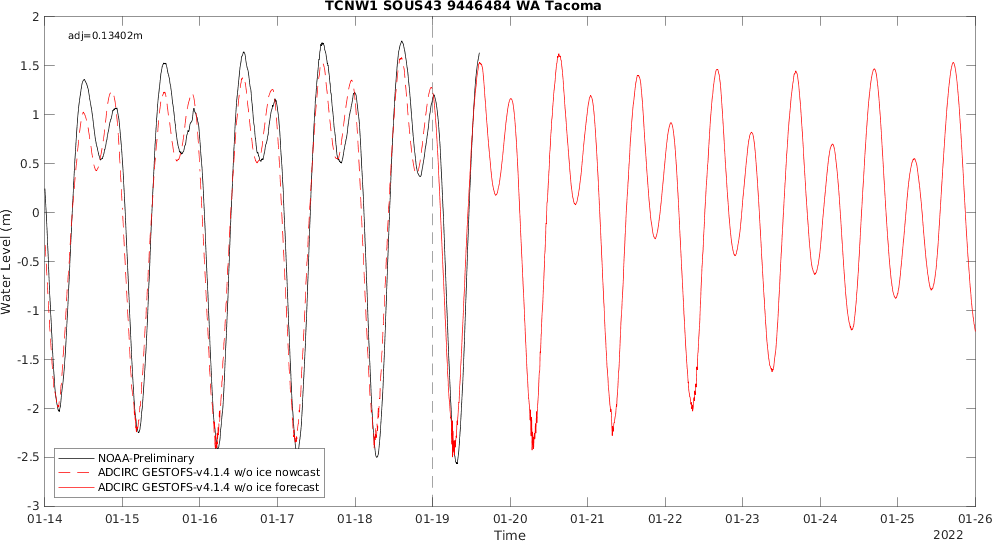 TCNW1 SOUS43 9446484 WA Tacoma
adj=0.13402m
2
1.5
1
0.5
0
-0.5
-1
-1.5
-2
-2.5
-3
Water Level (m)
NOAA-Preliminary
ADCIRC GESTOFS-v4.1.4 w/o ice nowcast
ADCIRC GESTOFS-v4.1.4 w/o ice forecast
01-14 01-15 01-16 01-17 01-18 01-19 01-20 01-21 01-22 01-23 01-24 01-25 01-26
Time
2022